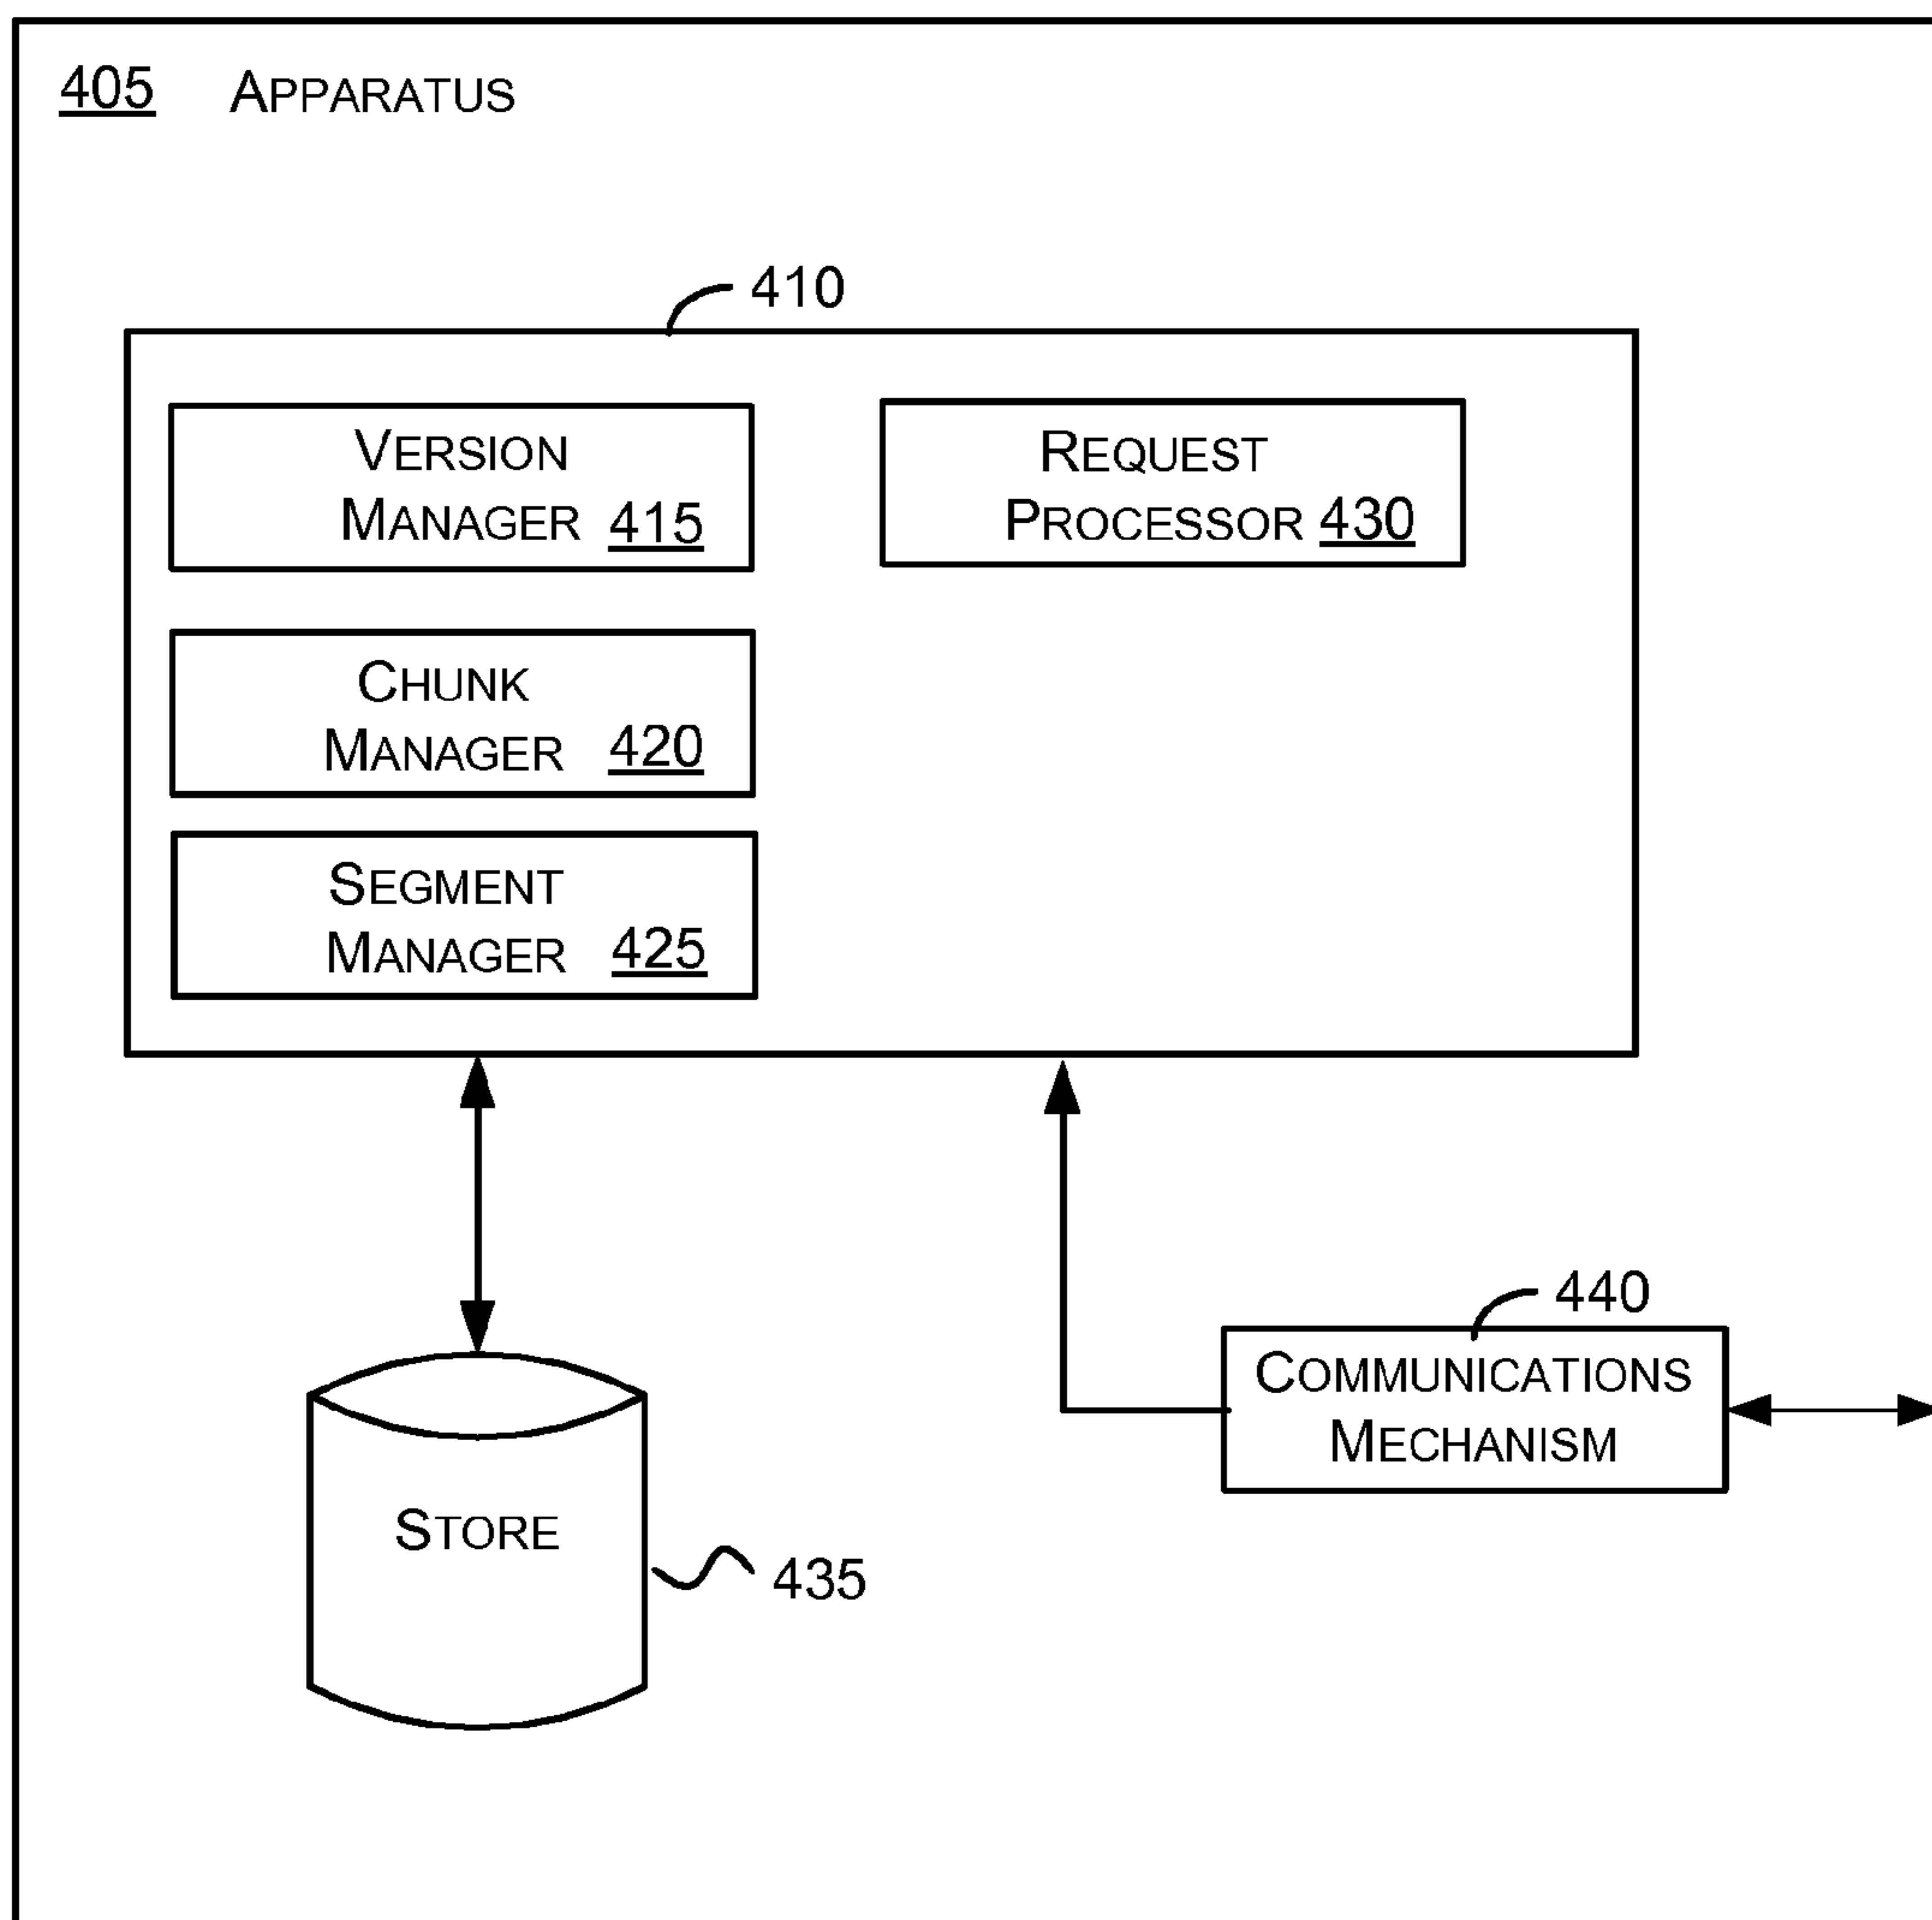 405 APPARATUS
410
VERSION
MANAGER 415
REQUEST
PROCESSOR 430
CHUNK
MANAGER 420
SEGMENT
MANAGER 425
440
COMMUNICATIONS
MECHANISM
STORE
435